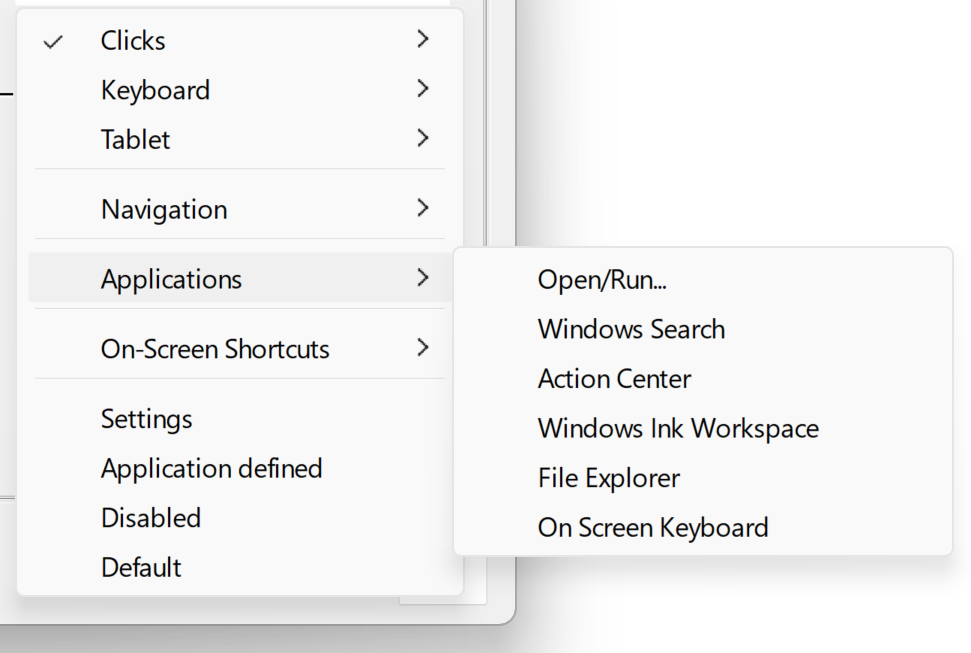 Clicks
Keyboard
Tablet
Navigation
Applications
On-Screen Shortcuts
Settings
Application defined
Disabled
Default
Open/Run...
Windows Search
Action Center
Windows Ink Workspace
File Explorer
On Screen Keyboard